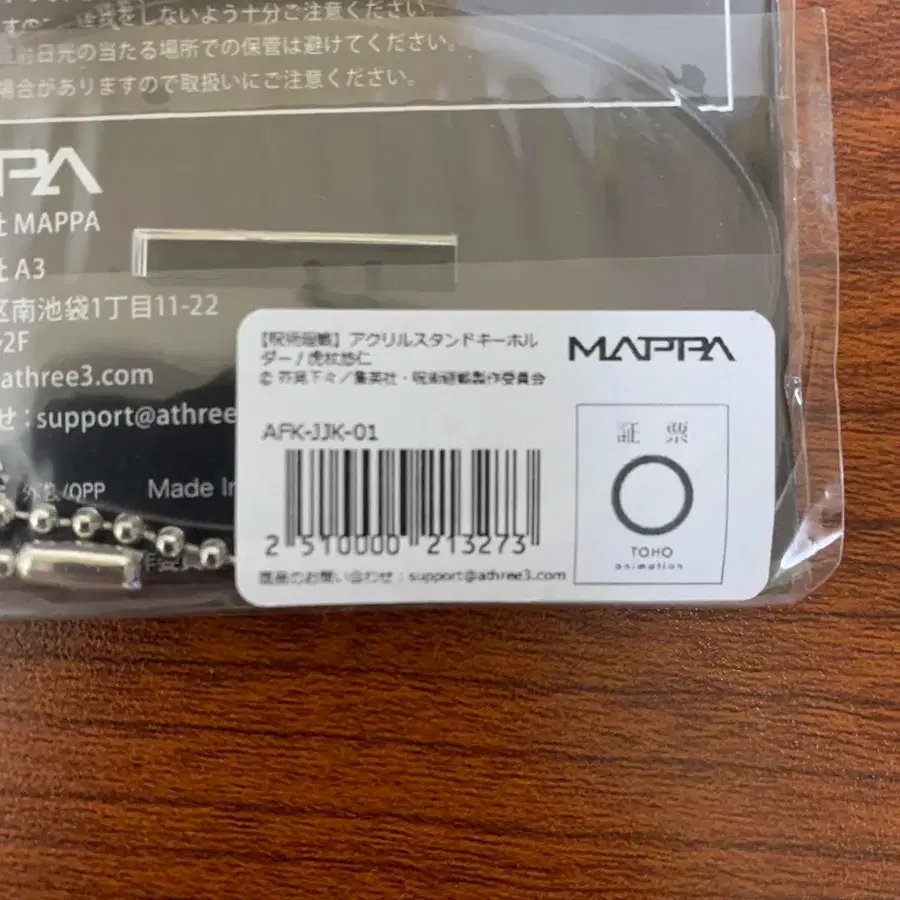 すので、接続をしないよう十分ご注意ください。
日元の当たる場所での保管は避けてください。
場合がありますので取扱いにご注意ください。
PPA
MAPPA
A3
区南池袋1丁目11-22
2F
athree3.com
せ : support@athree
外袋/OPP
Made In
【呪術廻戦】アクリルスタンドキーホル
ダー / 虎杖悠仁
© 芥見下々／集英社・呪術廻戦製作委員会
MAPPA
AFK-JJK-01
2 510000 213273
商品のお問い合わせ : support@athree3.com
証 票
TOHO
animation